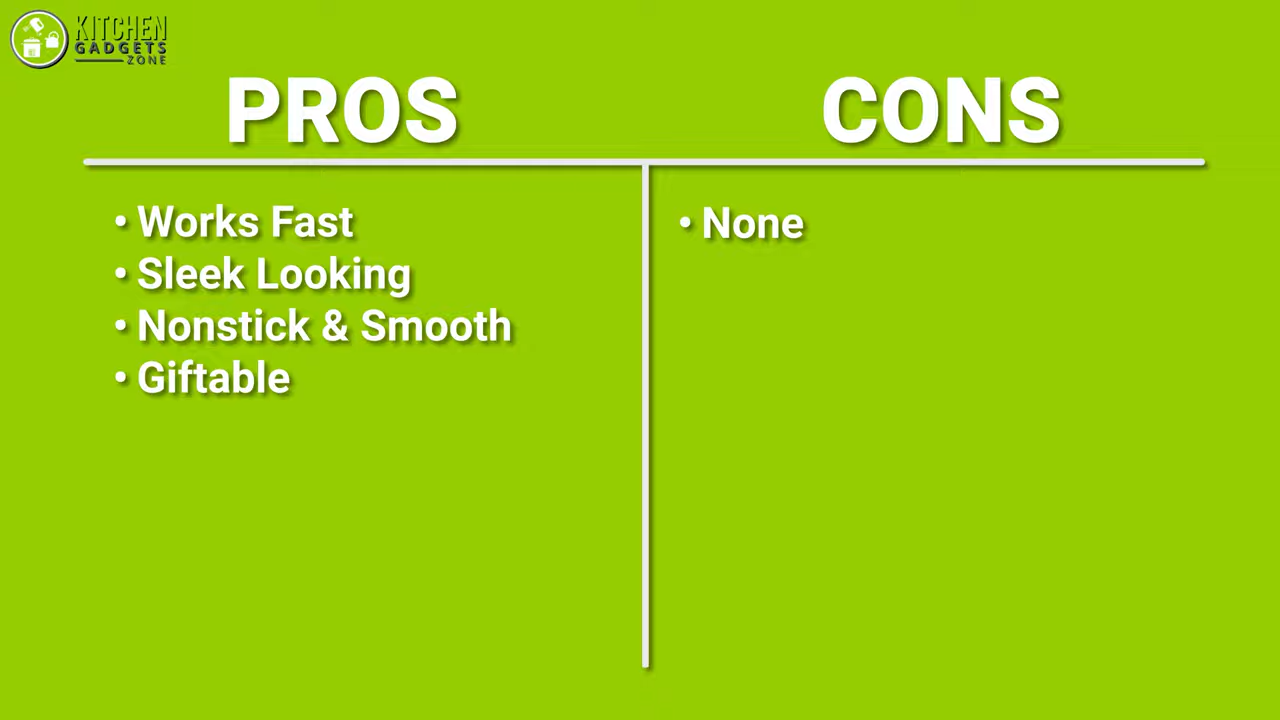 KITCHEN
GADGETS
ZONE
PROS
CONS
• Works Fast
• Sleek Looking
• Nonstick & Smooth
• Giftable
• None